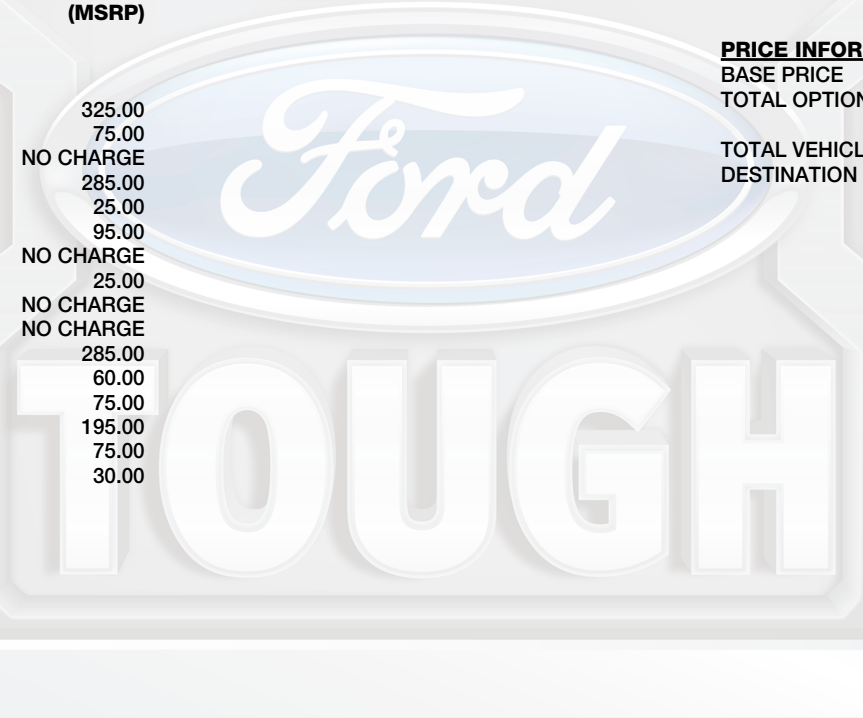 (MSRP)
325.00
75.00
NO CHARGE
285.00
25.00
95.00
NO CHARGE
25.00
NO CHARGE
NO CHARGE
285.00
60.00
75.00
195.00
75.00
30.00
PRICE INFOR
BASE PRICE
TOTAL OPTION
TOTAL VEHICL
DESTINATION
Ford
TOUGH